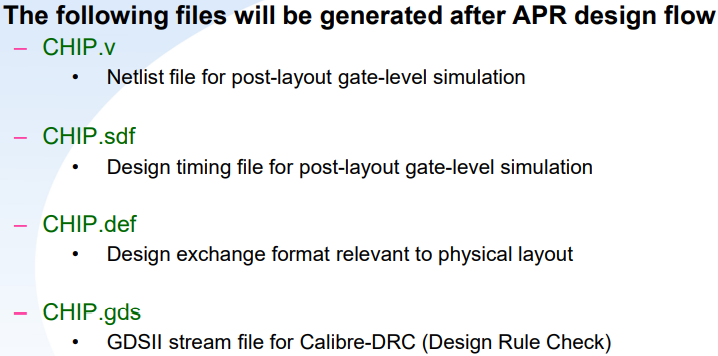 The following files will be generated after APR design flow
– CHIP.v
• Netlist file for post-layout gate-level simulation
– CHIP.sdf
• Design timing file for post-layout gate-level simulation
– CHIP.def
• Design exchange format relevant to physical layout
– CHIP.gds
• GDSII stream file for Calibre-DRC (Design Rule Check)